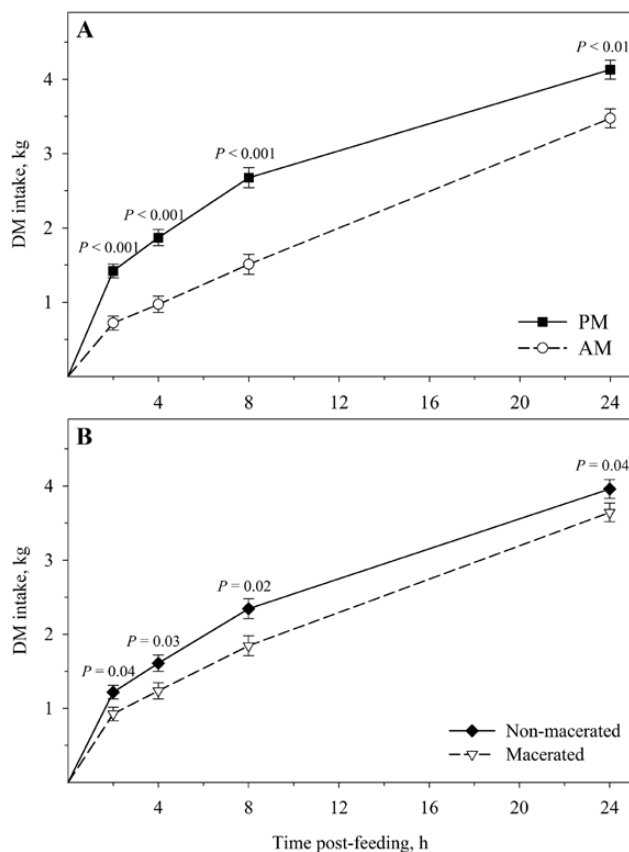 A
P < 0.01
4
P < 0.001
3
P < 0.001
2
P < 0.001
1
DM intake, kg
PM
AM
4 8 12 16 20 24
B
P = 0.04
4
3
P = 0.02
P = 0.03
2
P = 0.04
1
DM intake, kg
Non-macerated
Macerated
4 8 12 16 20 24
Time post-feeding, h